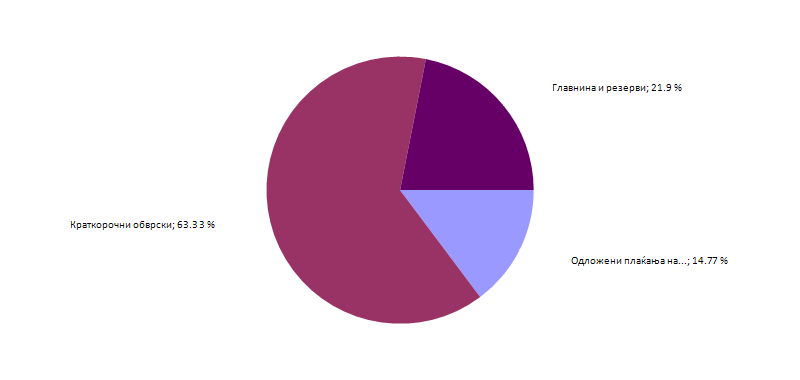 Главнина и резерви; 21.9 %
Краткорочни обврски; 63.33 %
Одложени плаќања на...; 14.77 %